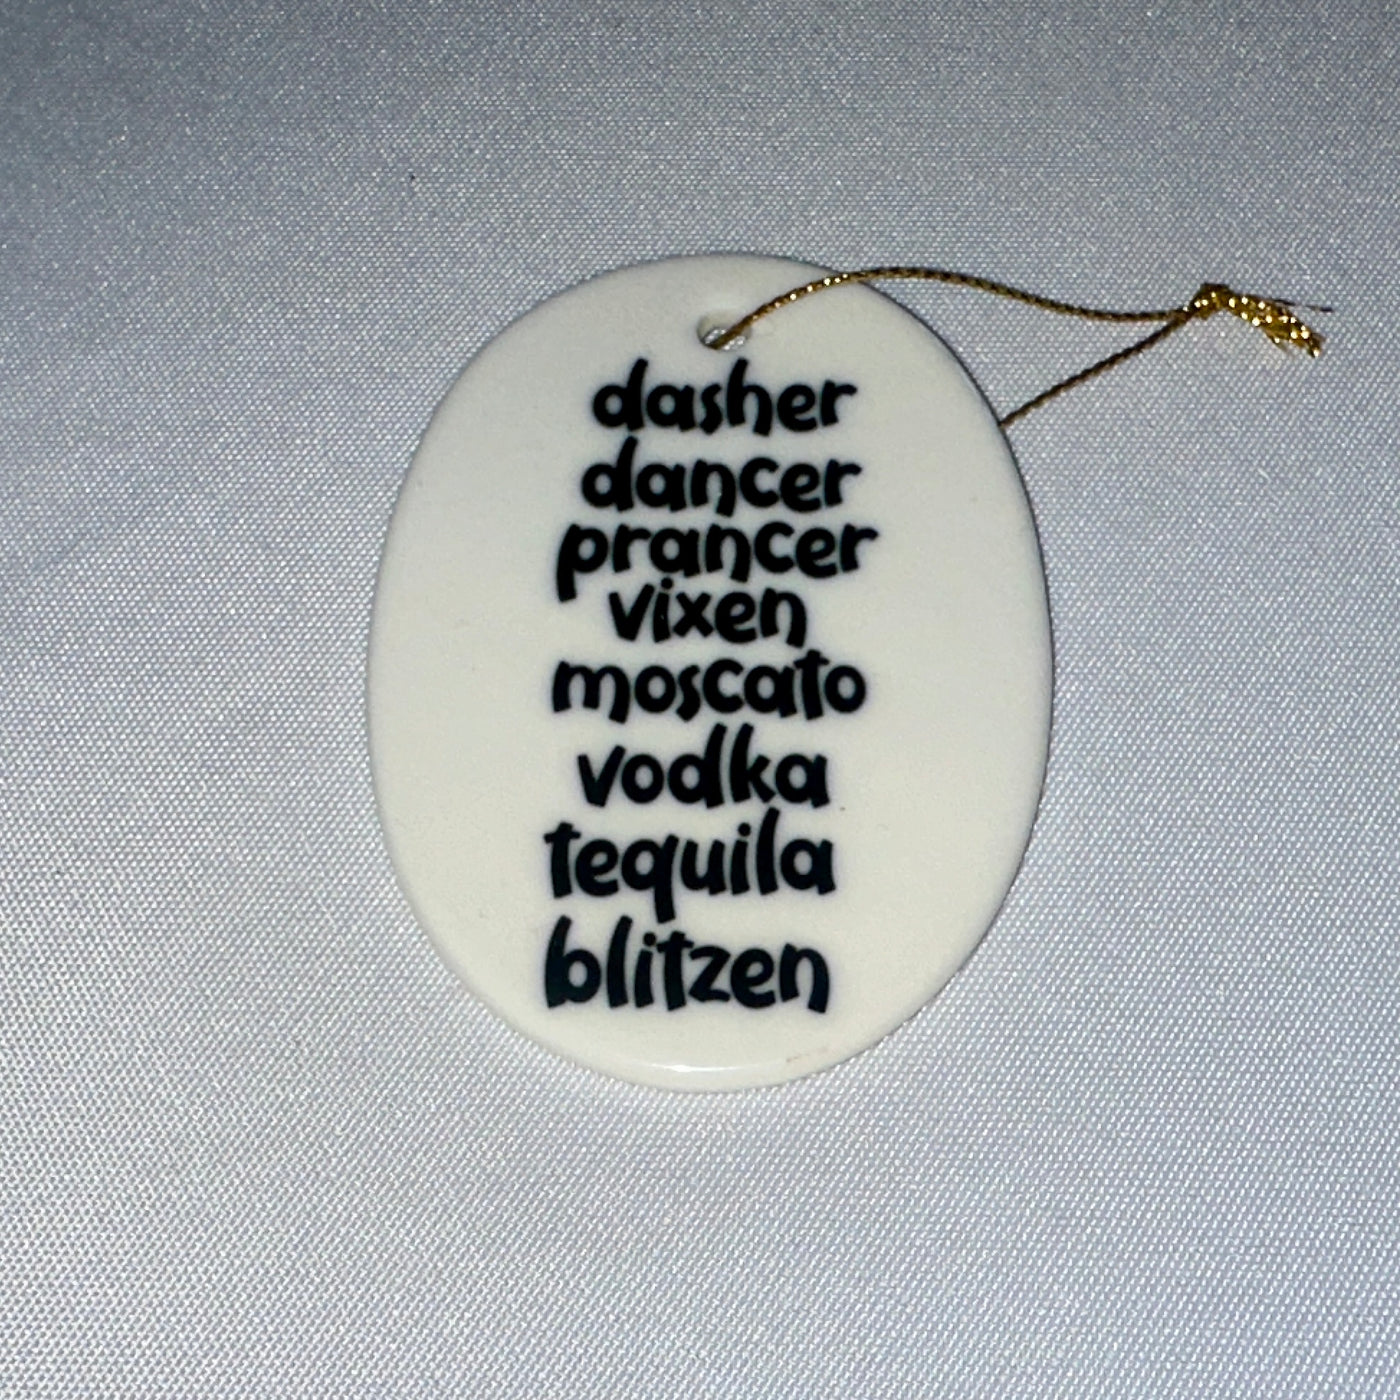 dasher
dancer
prancer
vixen
moscato
vodka
tequila
blitzen